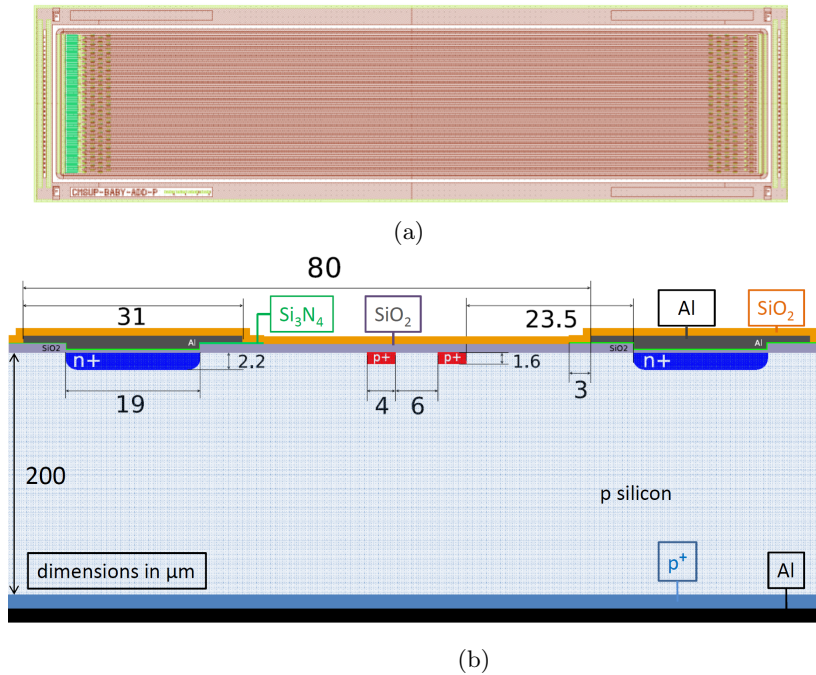 CMSUP-BABY-ADD-P
(a)
80
31
Si₃N₄
SiO₂
23.5
Al
SiO₂
Al
SiO₂
SiO₂
Al
n+
2.2
p+
p+
1.6
n+
19
4
6
3
200
p silicon
dimensions in μm
p⁺
Al
(b)